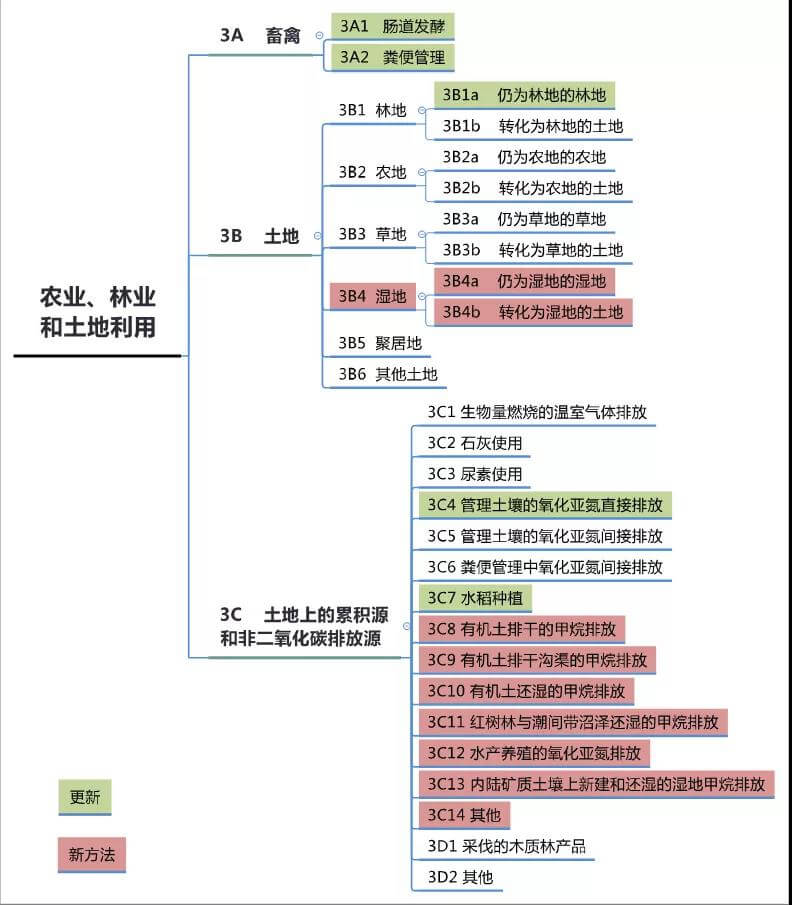 农业、林业
和土地利用
3A 畜禽
3A1 肠道发酵
3A2 粪便管理
3B 土地
3B1 林地
3B1a 仍为林地的林地
3B1b 转化为林地的土地
3B2 农地
3B2a 仍为农地的农地
3B2b 转化为农地的土地
3B3 草地
3B3a 仍为草地的草地
3B3b 转化为草地的土地
3B4 湿地
3B4a 仍为湿地的湿地
3B4b 转化为湿地的土地
3B5 聚居地
3B6 其他土地
3C 土地上的累积源
和非二氧化碳排放源
3C1 生物量燃烧的温室气体排放
3C2 石灰使用
3C3 尿素使用
3C4 管理土壤的氧化亚氮直接排放
3C5 管理土壤的氧化亚氮间接排放
3C6 粪便管理中氧化亚氮间接排放
3C7 水稻种植
3C8 有机土排干的甲烷排放
3C9 有机土排干沟渠的甲烷排放
3C10 有机土还湿的甲烷排放
3C11 红树林与潮间带沼泽还湿的甲烷排放
3C12 水产养殖的氧化亚氮排放
3C13 内陆矿质土壤上新建和还湿的湿地甲烷排放
3C14 其他
3D1 采伐的木质林产品
3D2 其他
更新
新方法